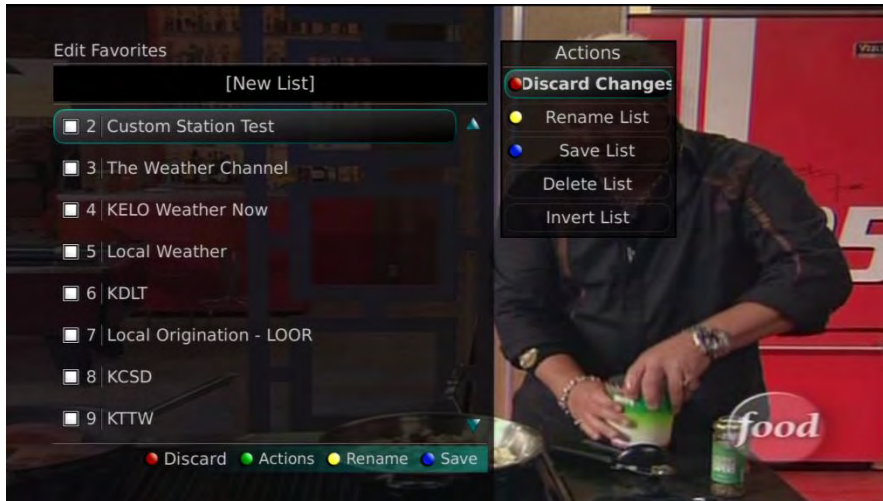 Edit Favorites
[New List]
2 Custom Station Test
3 The Weather Channel
4 KELO Weather Now
5 Local Weather
6 KDLT
7 Local Origination - LOOR
8 KCSD
9 KTTW
Discard Actions Rename Save
Actions
Discard Changes
Rename List
Save List
Delete List
Invert List
food